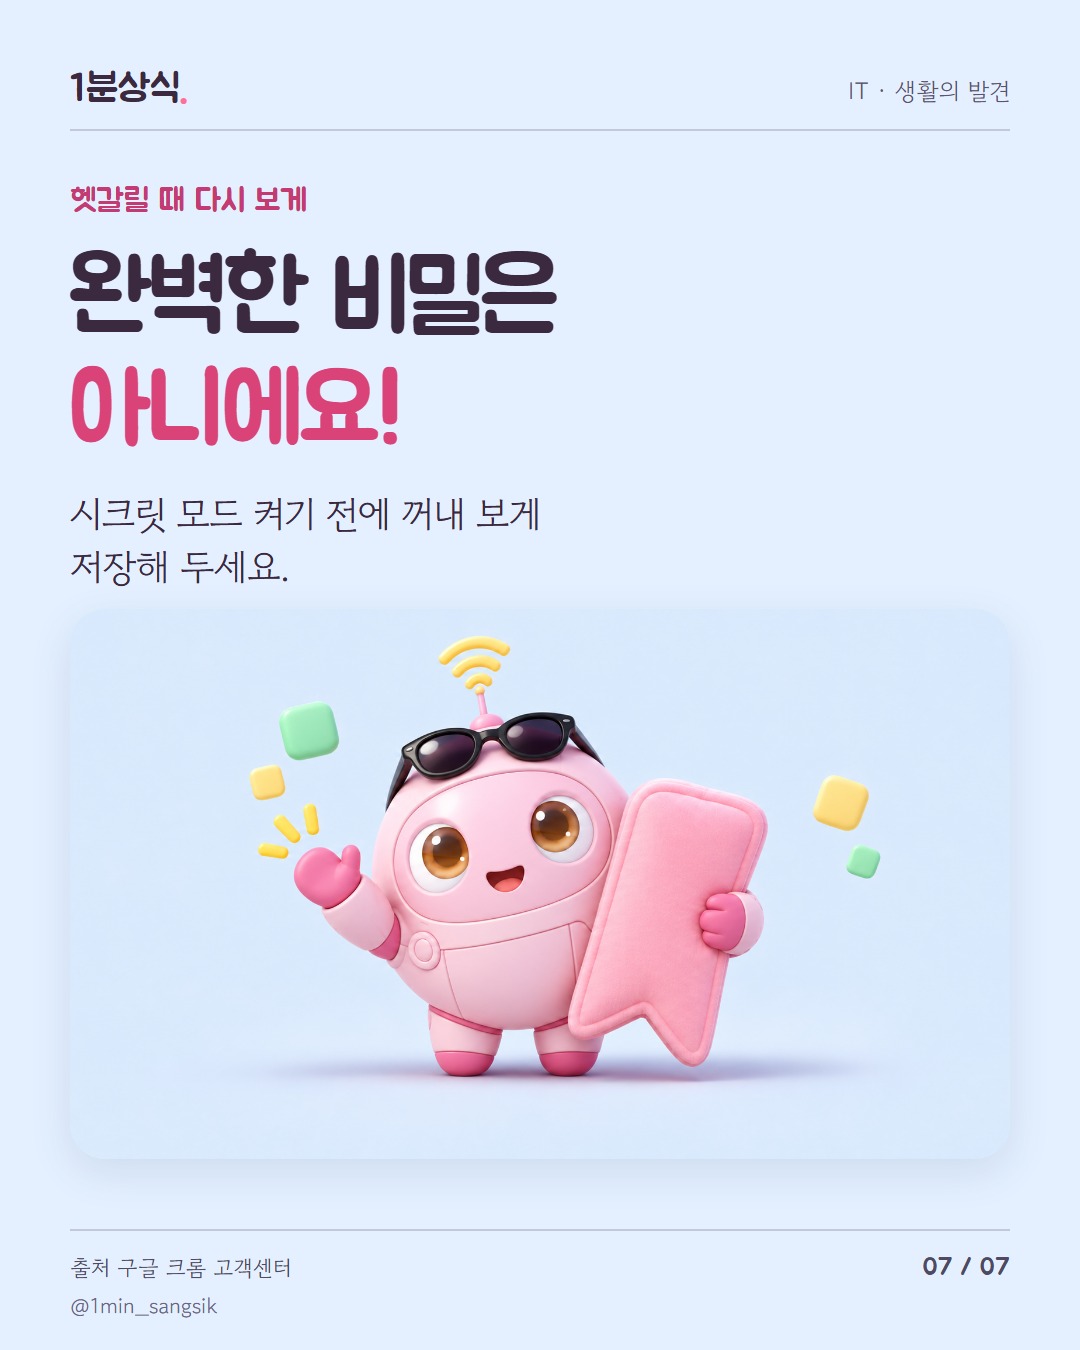 1분상식.
IT · 생활의 발견
헷갈릴 때 다시 보게
완벽한 비밀은
아니에요!
시크릿 모드 켜기 전에 꺼내 보게
저장해 두세요.
출처 구글 크롬 고객센터
07 / 07
@1min_sangsik